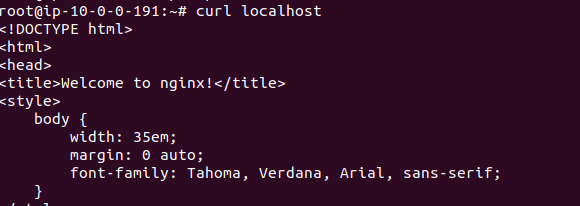 root@ip-10-0-0-191:~# curl localhost
<!DOCTYPE html>
<html>
<head>
<title>Welcome to nginx!</title>
<style>
    body {
        width: 35em;
        margin: 0 auto;
        font-family: Tahoma, Verdana, Arial, sans-serif;
    }